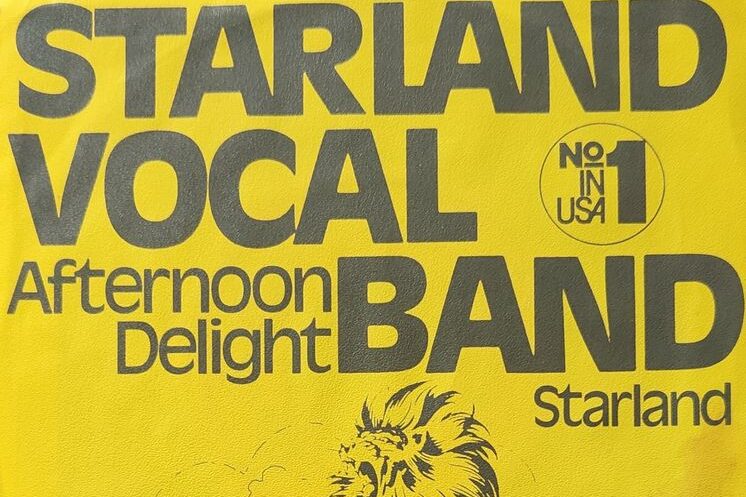 STARLAND
VOCAL
No 1
IN
USA
Afternoon
Delight
BAND
Starland